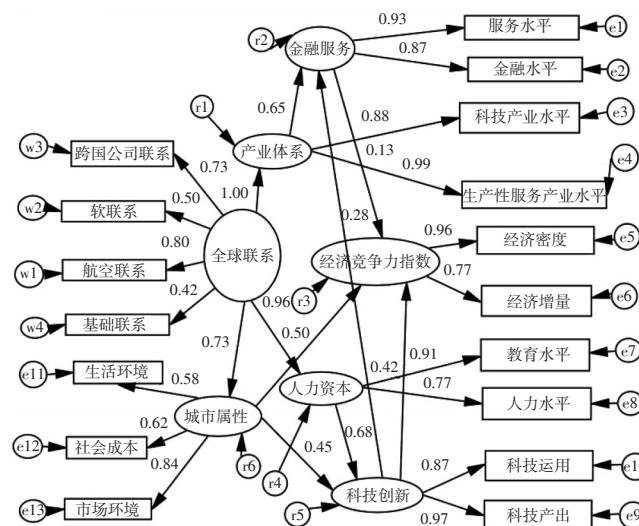 0.93
服务水平
e1
r2
金融服务
0.87
金融水平
e2
r1
0.65
0.88
科技产业水平
e3
w3
跨国公司联系
产业体系
0.13
e4
0.73
1.00
0.99
生产性服务产业水平
w2
软联系
0.50
0.28
0.96
经济密度
e5
0.80
全球联系
经济竞争力指数
w1
航空联系
0.77
0.42
0.96
r3
经济增量
e6
w4
基础联系
0.50
0.73
0.42
0.91
教育水平
e7
e11
生活环境
0.58
人力资本
0.77
人力水平
e8
城市属性
0.62
0.68
e12
社会成本
0.45
r6
r4
0.87
科技运用
e10
0.84
科技创新
e13
市场环境
r5
0.97
科技产出
e9